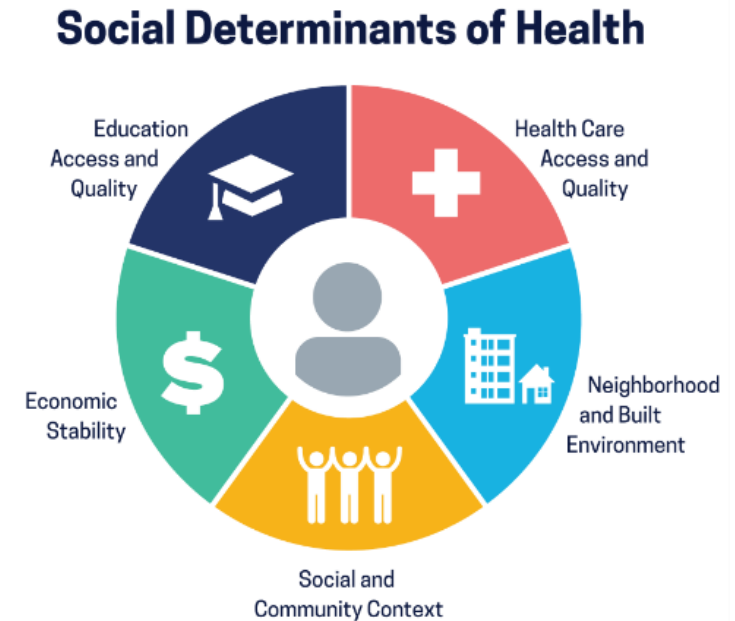 Social Determinants of Health
Education
Access and
Quality
Health Care
Access and
Quality
$
Economic
Stability
Neighborhood
and Built
Environment
Social and
Community Context